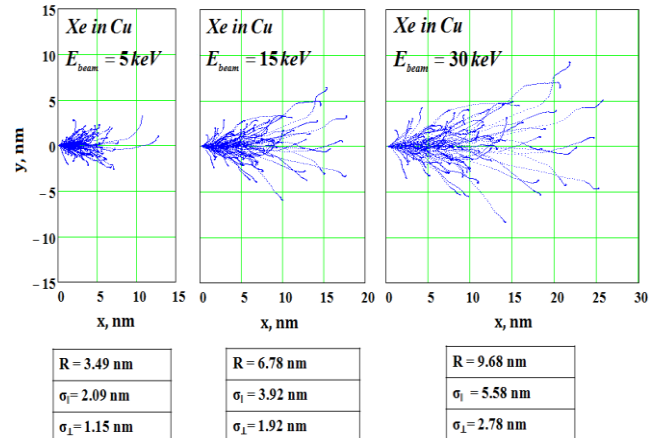 Xe in Cu
E_beam = 5 keV
Xe in Cu
E_beam = 15 keV
Xe in Cu
E_beam = 30 keV
y, nm
15
10
5
0
−5
−10
−15
0 5 10 15
0 5 10 15 20
0 5 10 15 20 25 30
x, nm
x, nm
x, nm
R = 3.49 nm
σ∥= 2.09 nm
σ⊥= 1.15 nm
R = 6.78 nm
σ∥ = 3.92 nm
σ⊥= 1.92 nm
R = 9.68 nm
σ∥ = 5.58 nm
σ⊥= 2.78 nm